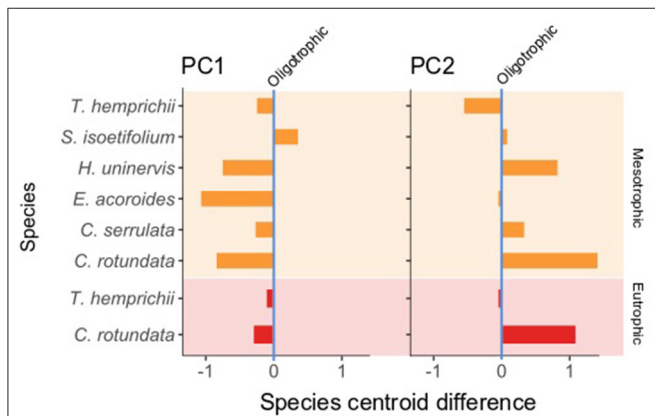 PC1
Oligotrophic
PC2
Oligotrophic
Species
T. hemprichii
S. isoetifolium
H. uninervis
E. acoroides
C. serrulata
C. rotundata
T. hemprichii
C. rotundata
Mesotrophic
Eutrophic
-1 0 1 -1 0 1
Species centroid difference